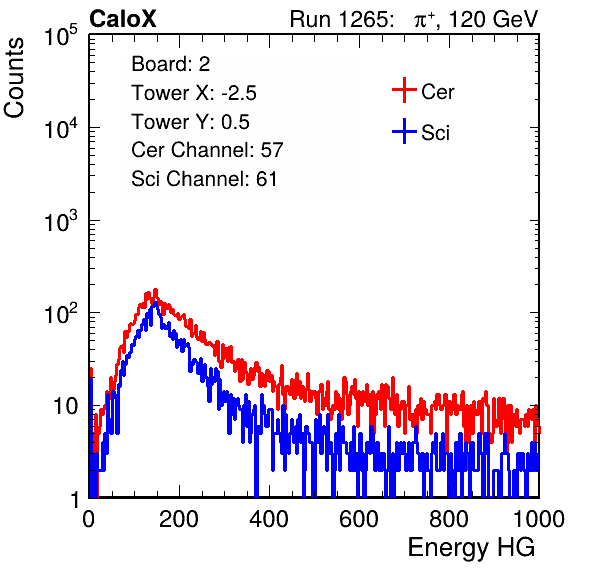 CaloX
Run 1265: π⁺, 120 GeV
Counts
10⁵
10⁴
10³
10²
10
1
Board: 2
Tower X: -2.5
Tower Y: 0.5
Cer Channel: 57
Sci Channel: 61
Cer
Sci
0 200 400 600 800 1000
Energy HG